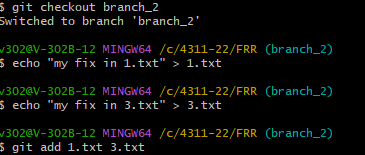 $ git checkout branch_2
Switched to branch 'branch_2'
v302@V-302B-12 MINGW64 /c/4311-22/FRR (branch_2)
$ echo "my fix in 1.txt" > 1.txt
v302@V-302B-12 MINGW64 /c/4311-22/FRR (branch_2)
$ echo "my fix in 3.txt" > 3.txt
v302@V-302B-12 MINGW64 /c/4311-22/FRR (branch_2)
$ git add 1.txt 3.txt